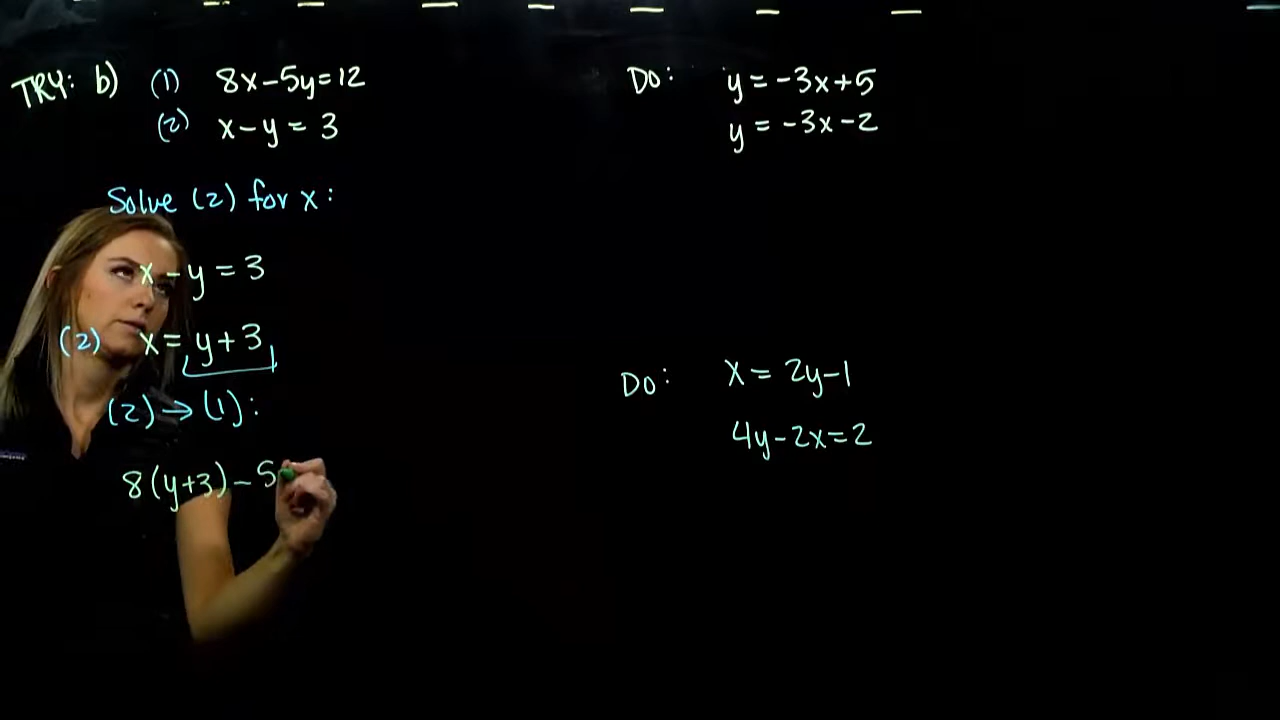 TRY: b) (1) 8x-5y=12
(2) x-y = 3
Solve (2) for x:
x-y = 3
(2) x= y+3
(2)→(1):
8(y+3)-5
Do: y = -3x+5
y = -3x-2
Do: x = 2y-1
4y-2x=2